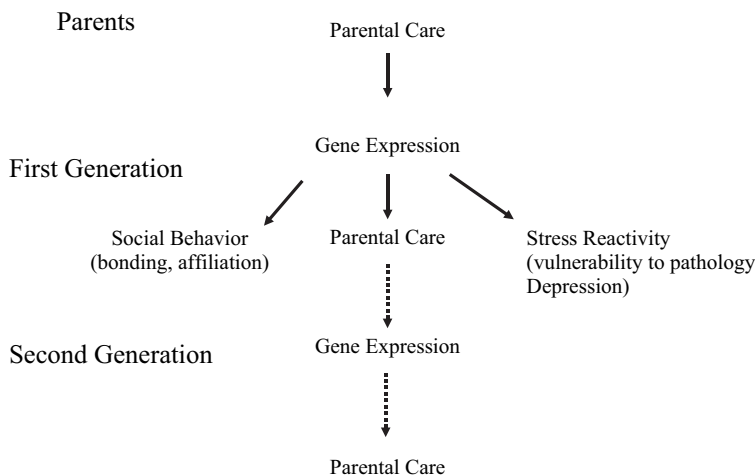 Parents
Parental Care
Gene Expression
First Generation
Social Behavior
(bonding, affiliation)
Parental Care
Stress Reactivity
(vulnerability to pathology
Depression)
Gene Expression
Second Generation
Parental Care